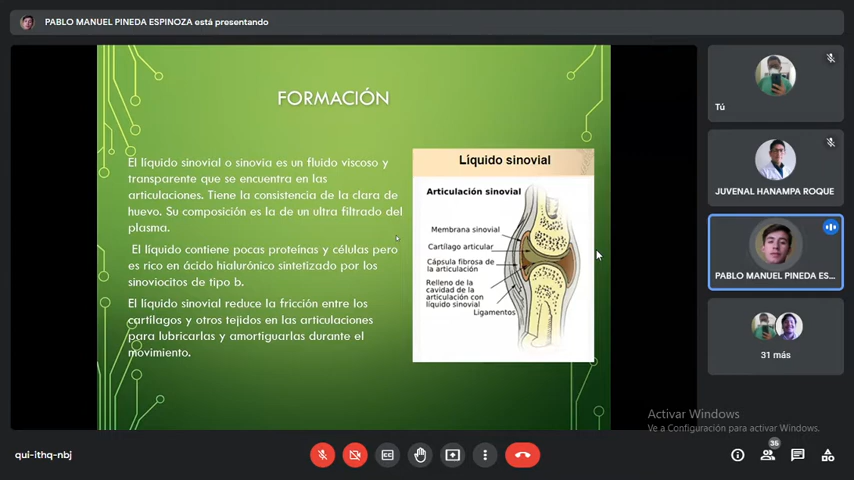 PABLO MANUEL PINEDA ESPINOZA está presentando
FORMACIÓN
El líquido sinovial o sinovia es un fluido viscoso y
transparente que se encuentra en las
articulaciones. Tiene la consistencia de la clara de
huevo. Su composición es la de un ultra filtrado del
plasma.
El líquido contiene pocas proteínas y células pero
es rico en ácido hialurónico sintetizado por los
sinoviocitos de tipo b.
El líquido sinovial reduce la fricción entre los
cartílagos y otros tejidos en las articulaciones
para lubricarlas y amortiguarlas durante el
movimiento.
Líquido sinovial
Articulación sinovial
Membrana sinovial
Cartílago articular
Cápsula fibrosa de
la articulación
Relleno de la
cavidad de la
articulación con
líquido sinovial
Ligamentos
Tú
JUVENAL HANAMPA ROQUE
PABLO MANUEL PINEDA ES...
31 más
Activar Windows
Ve a Configuración para activar Windows.
qui-ithq-nbj
CC
35